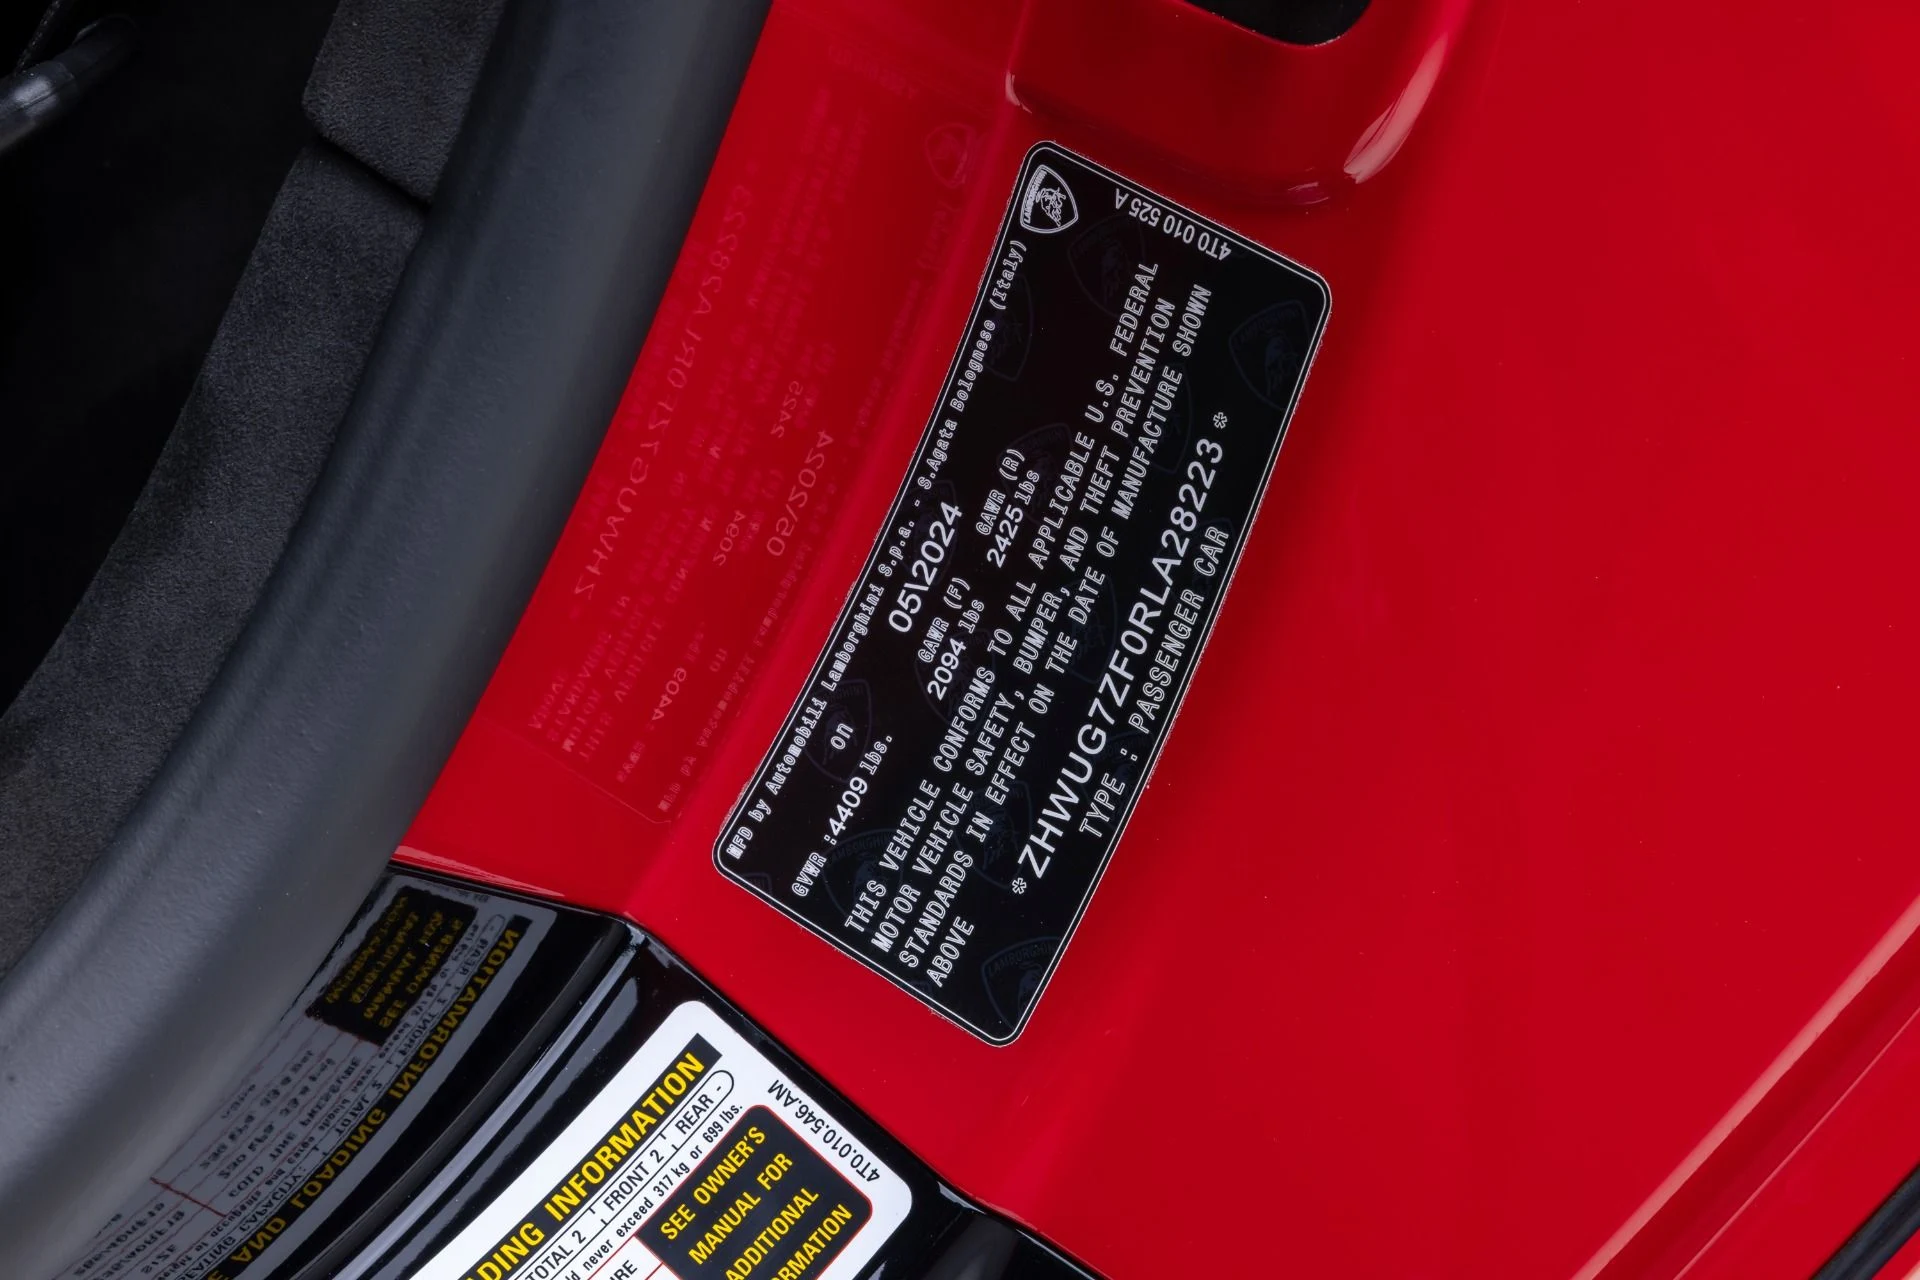 LAMBORGHINI
4T0 010 525 A
MFD by Automobili Lamborghini s.p.a. - S.Agata Bolognese (Italy)
on 05\2024
GVWR :4409 lbs. GAWR (F) GAWR (R)
2094 lbs 2425 lbs
THIS VEHICLE CONFORMS TO ALL APPLICABLE U.S. FEDERAL
MOTOR VEHICLE SAFETY, BUMPER, AND THEFT PREVENTION
STANDARDS IN EFFECT ON THE DATE OF MANUFACTURE SHOWN
ABOVE
* ZHWUG7ZF0RLA28223 *
TYPE : PASSENGER CAR
4T0.010.546.AM
ADING INFORMATION
TOTAL 2 FRONT 2 REAR -
never exceed 317 kg or 699 lbs.
SEE OWNER'S
MANUAL FOR
ADDITIONAL
RMATION